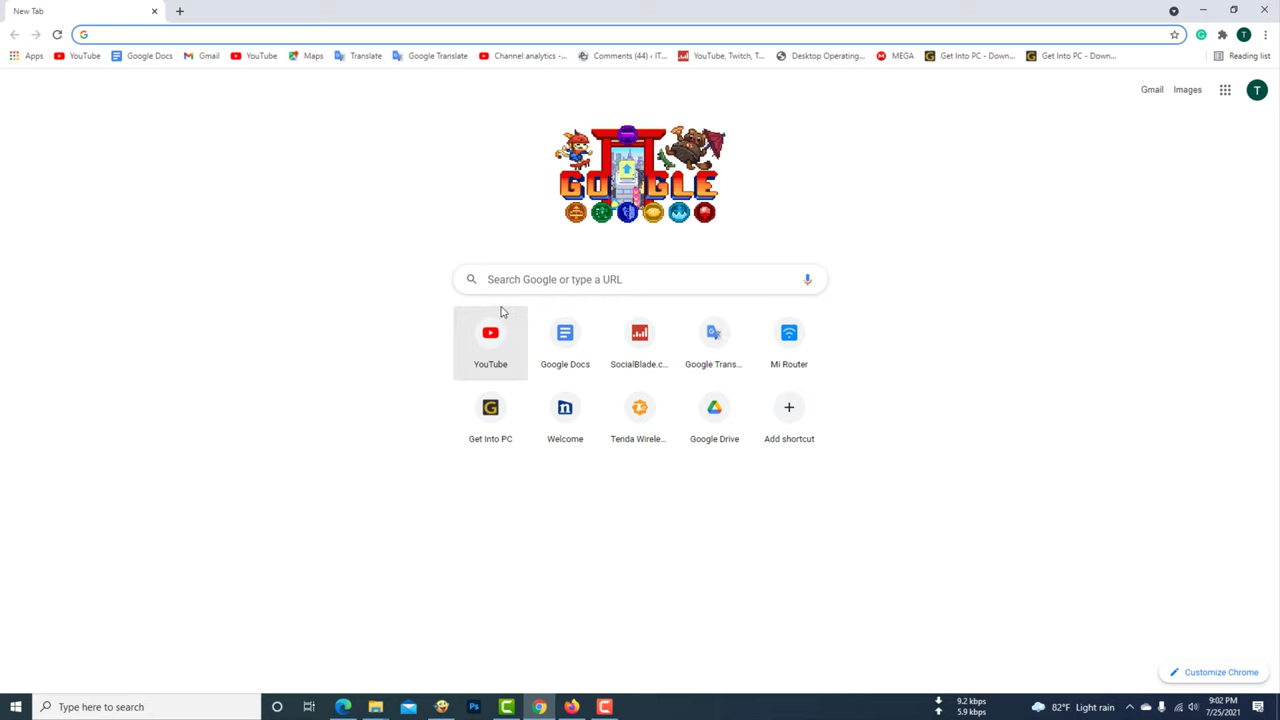 New Tab
Apps YouTube Google Docs Gmail YouTube Maps Translate Google Translate Channel analytics -... Comments (44) ‹ IT... YouTube, Twitch, T... Desktop Operating... MEGA Get Into PC - Down... Get Into PC - Down... Reading list
Gmail Images T
GOOGLE
Search Google or type a URL
YouTube Google Docs SocialBlade.c... Google Trans... Mi Router
Get Into PC Welcome Tenda Wirele... Google Drive Add shortcut
Customize Chrome
Type here to search
9.2 kbps
5.9 kbps
82°F Light rain
9:02 PM
7/25/2021